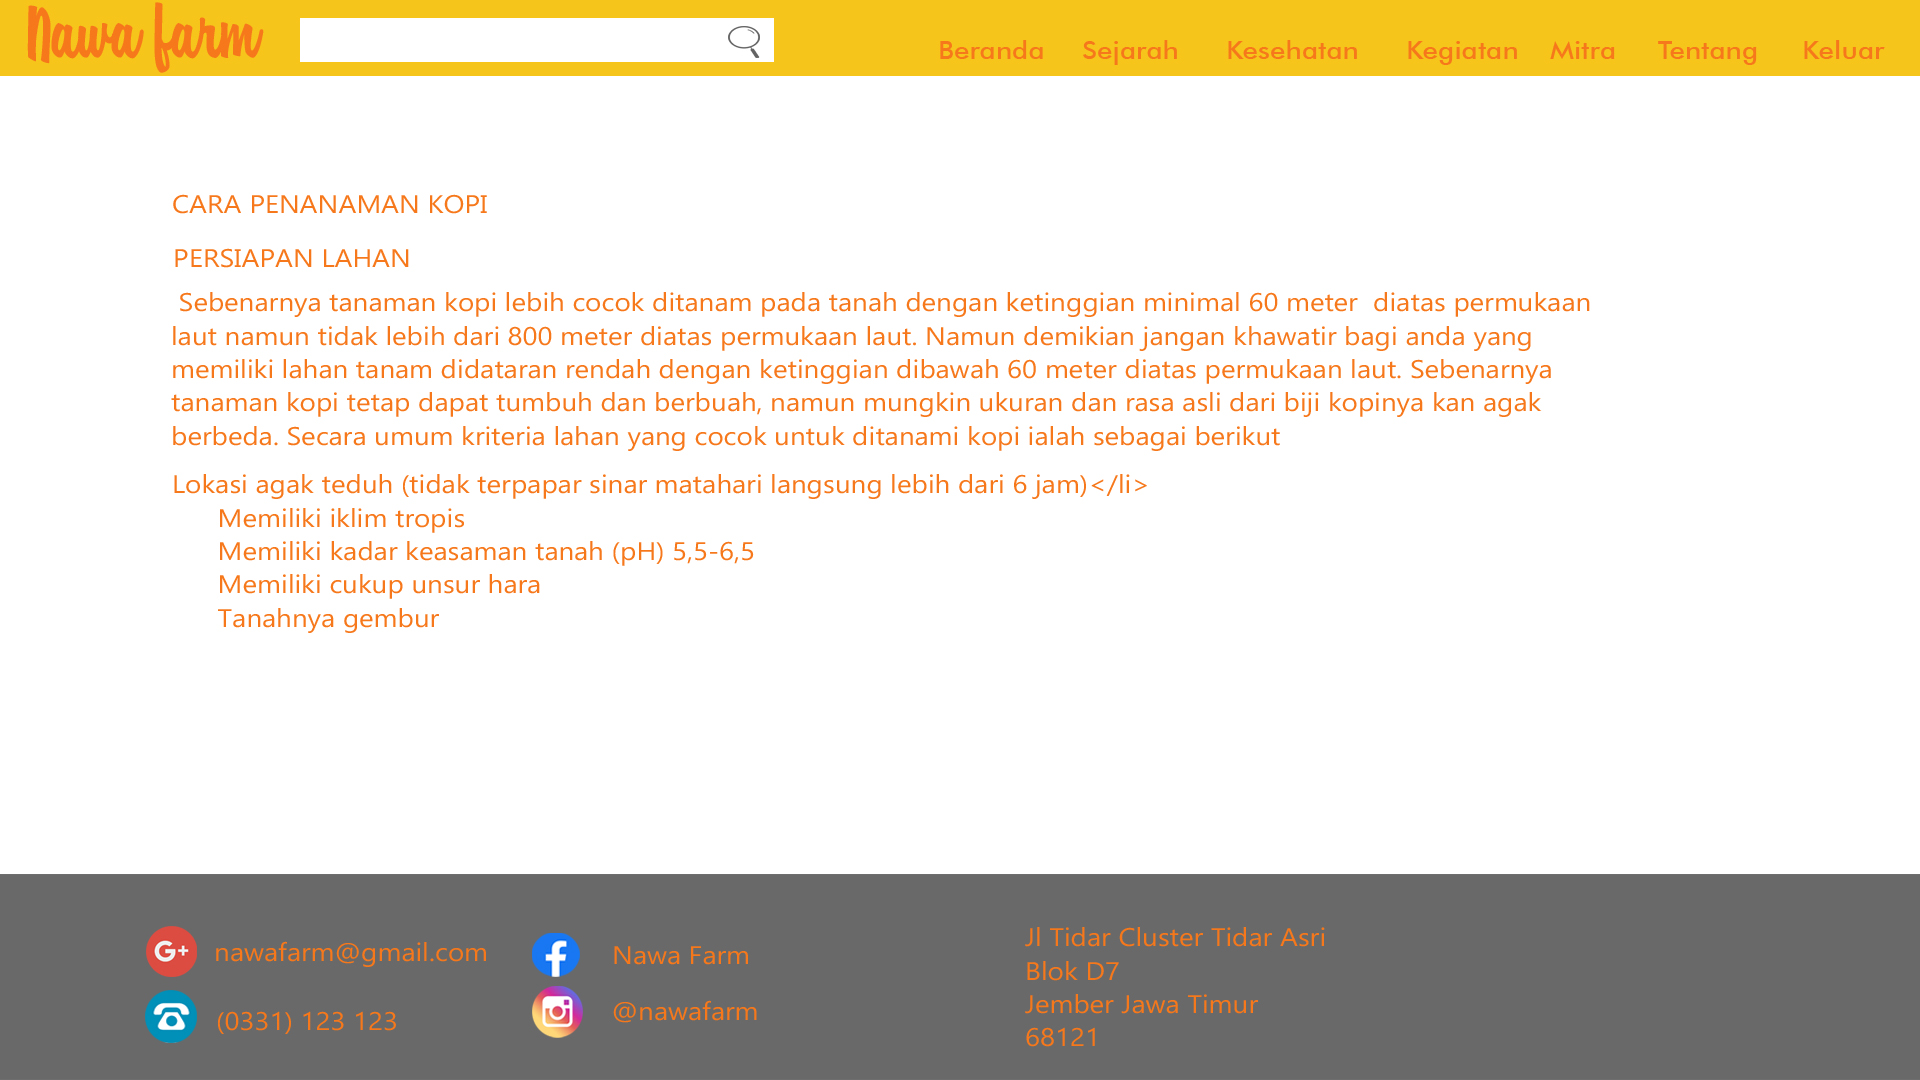 Nawa farm
Beranda Sejarah Kesehatan Kegiatan Mitra Tentang Keluar
CARA PENANAMAN KOPI
PERSIAPAN LAHAN
Sebenarnya tanaman kopi lebih cocok ditanam pada tanah dengan ketinggian minimal 60 meter  diatas permukaan
laut namun tidak lebih dari 800 meter diatas permukaan laut. Namun demikian jangan khawatir bagi anda yang
memiliki lahan tanam didataran rendah dengan ketinggian dibawah 60 meter diatas permukaan laut. Sebenarnya
tanaman kopi tetap dapat tumbuh dan berbuah, namun mungkin ukuran dan rasa asli dari biji kopinya kan agak
berbeda. Secara umum kriteria lahan yang cocok untuk ditanami kopi ialah sebagai berikut
Lokasi agak teduh (tidak terpapar sinar matahari langsung lebih dari 6 jam)</li>
Memiliki iklim tropis
Memiliki kadar keasaman tanah (pH) 5,5-6,5
Memiliki cukup unsur hara
Tanahnya gembur
G+ nawafarm@gmail.com
(0331) 123 123
f Nawa Farm
@nawafarm
Jl Tidar Cluster Tidar Asri
Blok D7
Jember Jawa Timur
68121